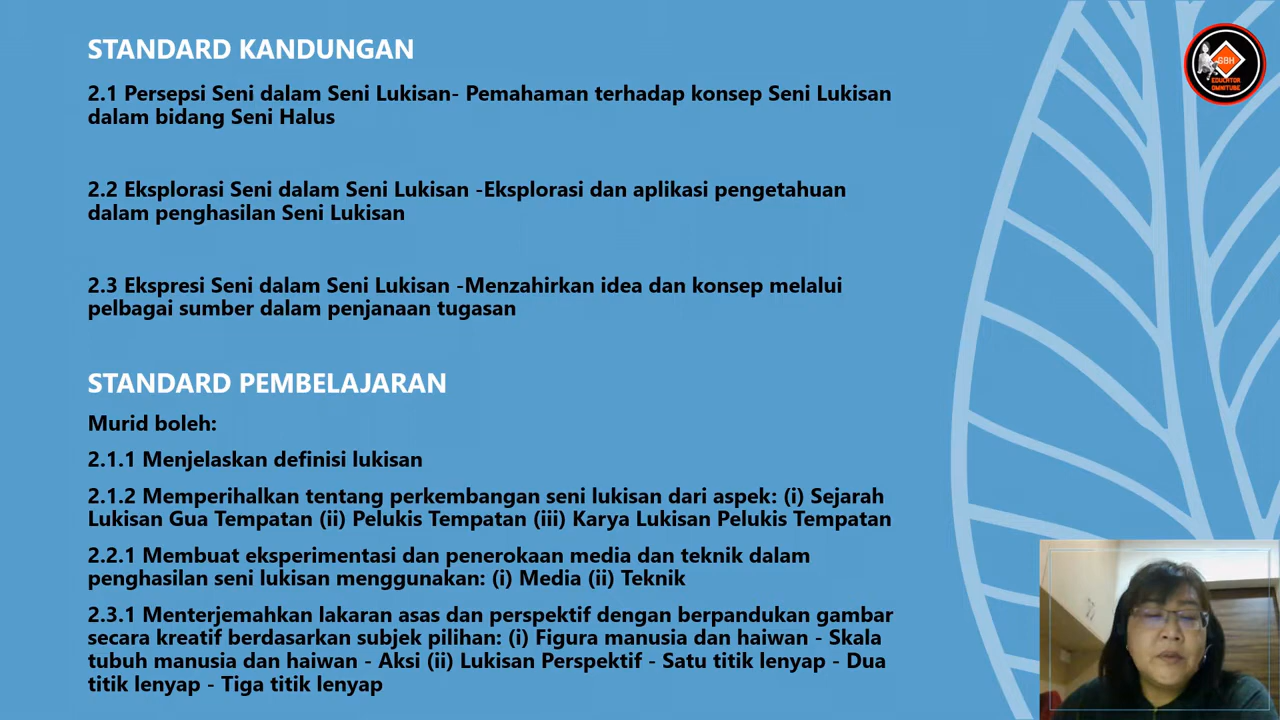 STANDARD KANDUNGAN
2.1 Persepsi Seni dalam Seni Lukisan- Pemahaman terhadap konsep Seni Lukisan
dalam bidang Seni Halus
2.2 Eksplorasi Seni dalam Seni Lukisan -Eksplorasi dan aplikasi pengetahuan
dalam penghasilan Seni Lukisan
2.3 Ekspresi Seni dalam Seni Lukisan -Menzahirkan idea dan konsep melalui
pelbagai sumber dalam penjanaan tugasan
STANDARD PEMBELAJARAN
Murid boleh:
2.1.1 Menjelaskan definisi lukisan
2.1.2 Memperihalkan tentang perkembangan seni lukisan dari aspek: (i) Sejarah
Lukisan Gua Tempatan (ii) Pelukis Tempatan (iii) Karya Lukisan Pelukis Tempatan
2.2.1 Membuat eksperimentasi dan penerokaan media dan teknik dalam
penghasilan seni lukisan menggunakan: (i) Media (ii) Teknik
2.3.1 Menterjemahkan lakaran asas dan perspektif dengan berpandukan gambar
secara kreatif berdasarkan subjek pilihan: (i) Figura manusia dan haiwan - Skala
tubuh manusia dan haiwan - Aksi (ii) Lukisan Perspektif - Satu titik lenyap - Dua
titik lenyap - Tiga titik lenyap
GBH
EDUCATOR
OMNITUBE